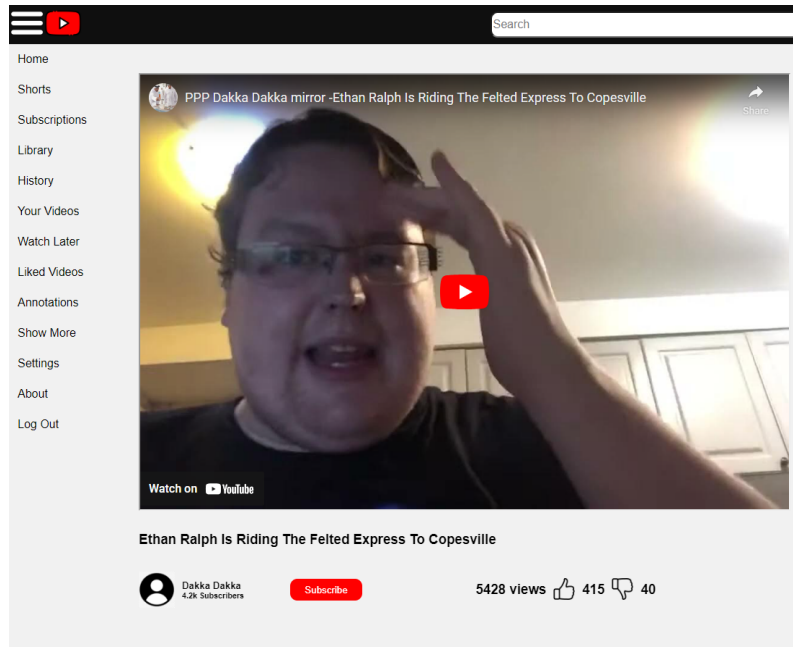 Search
Home
Shorts
Subscriptions
Library
History
Your Videos
Watch Later
Liked Videos
Annotations
Show More
Settings
About
Log Out
PPP Dakka Dakka mirror -Ethan Ralph Is Riding The Felted Express To Copesville
Share
Watch on YouTube
Ethan Ralph Is Riding The Felted Express To Copesville
Dakka Dakka
4.2k Subscribers
Subscribe
5428 views 415 40